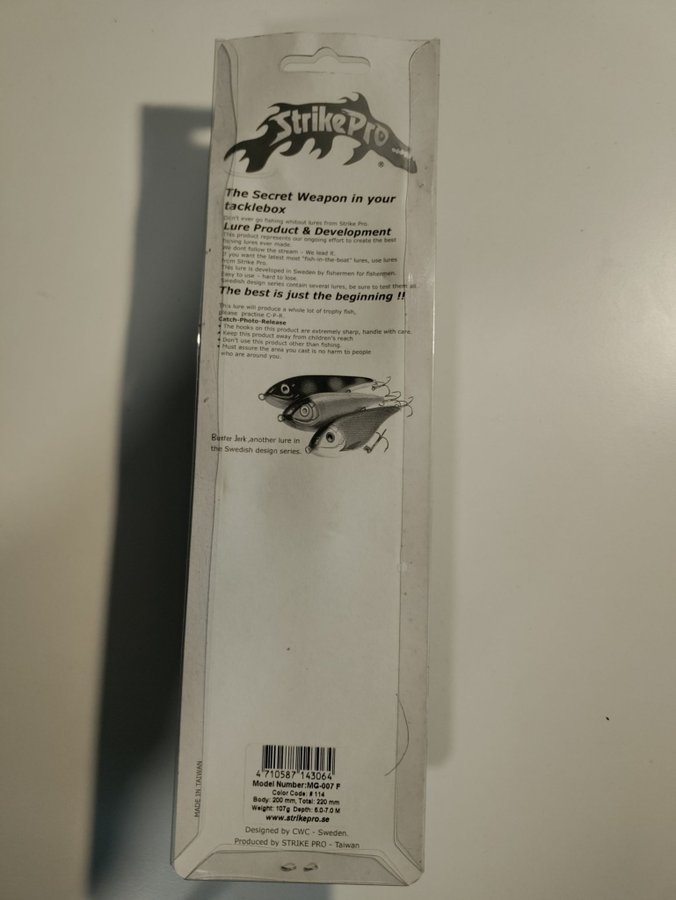 StrikePro
®
The Secret Weapon in your
tacklebox
Don't ever go fishing whitout lures from Strike Pro.
Lure Product & Development
This product represents our ongoing effort to create the best
fishing lures ever made.
We dont follow the stream - We lead it.
If you want the latest most "fish-in-the-boat" lures, use lures
from Strike Pro.
This lure is developed in Sweden by fishermen for fishermen.
Easy to use - hard to lose.
Swedish design series contain several lures, be sure to test them all.
The best is just the beginning !!
This lure will produce a whole lot of trophy fish,
please practise C-P-R.
Catch-Photo-Release
• The hooks on this product are extremely sharp, handle with care.
• Keep this product away from children's reach
• Don't use this product other than fishing.
• Must assure the area you cast is no harm to people
who are around you.
Buster Jerk,another lure in
the Swedish design series.
MADE IN TAIWAN
4 710587 143064
Model Number:MG-007 F
Color Code: # 114
Body: 200 mm, Total: 220 mm
Weight: 107g Depth: 6.0-7.0 M
www.strikepro.se
Designed by CWC - Sweden.
Produced by STRIKE PRO - Taiwan